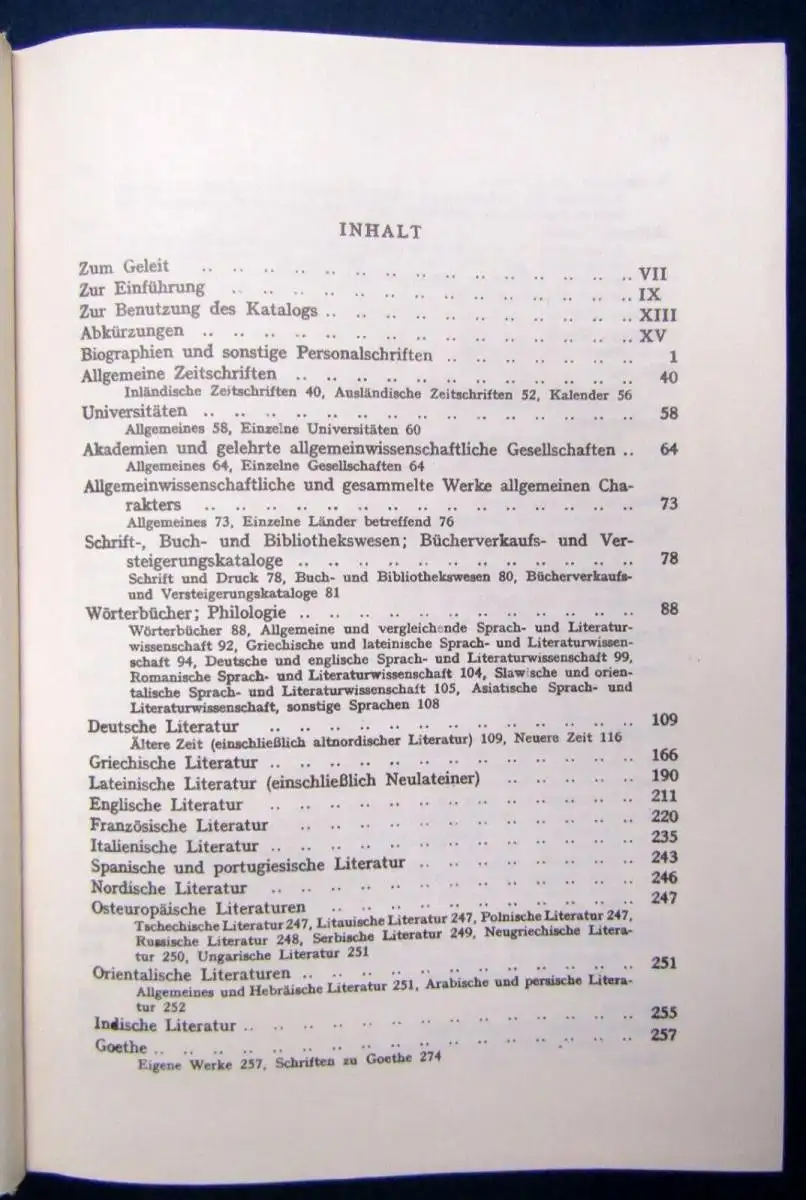 INHALT
Zum Geleit .. .. .. .. .. .. .. .. .. .. .. .. .. .. VII
Zur Einführung .. .. .. .. .. .. .. .. .. .. .. .. .. IX
Zur Benutzung des Katalogs .. .. .. .. .. .. .. .. .. .. XIII
Abkürzungen .. .. .. .. .. .. .. .. .. .. .. .. .. .. XV
Biographien und sonstige Personalschriften .. .. .. .. .. .. 1
Allgemeine Zeitschriften .. .. .. .. .. .. .. .. .. .. .. 40
Inländische Zeitschriften 40, Ausländische Zeitschriften 52, Kalender 56
Universitäten .. .. .. .. .. .. .. .. .. .. .. .. .. .. 58
Allgemeines 58, Einzelne Universitäten 60
Akademien und gelehrte allgemeinwissenschaftliche Gesellschaften .. 64
Allgemeines 64, Einzelne Gesellschaften 64
Allgemeinwissenschaftliche und gesammelte Werke allgemeinen Cha-
rakters .. .. .. .. .. .. .. .. .. .. .. .. .. .. 73
Allgemeines 73, Einzelne Länder betreffend 76
Schrift-, Buch- und Bibliothekswesen; Bücherverkaufs- und Ver-
steigerungskataloge .. .. .. .. .. .. .. .. .. .. .. 78
Schrift und Druck 78, Buch- und Bibliothekswesen 80, Bücherverkaufs-
und Versteigerungskataloge 81
Wörterbücher; Philologie .. .. .. .. .. .. .. .. .. .. .. 88
Wörterbücher 88, Allgemeine und vergleichende Sprach- und Literatur-
wissenschaft 92, Griechische und lateinische Sprach- und Literaturwissen-
schaft 94, Deutsche und englische Sprach- und Literaturwissenschaft 99,
Romanische Sprach- und Literaturwissenschaft 104, Slawische und orien-
talische Sprach- und Literaturwissenschaft 105, Asiatische Sprach- und
Literaturwissenschaft, sonstige Sprachen 108
Deutsche Literatur .. .. .. .. .. .. .. .. .. .. .. .. 109
Ältere Zeit (einschließlich altnordischer Literatur) 109, Neuere Zeit 116
Griechische Literatur .. .. .. .. .. .. .. .. .. .. .. .. 166
Lateinische Literatur (einschließlich Neulateiner) .. .. .. .. .. 190
Englische Literatur .. .. .. .. .. .. .. .. .. .. .. .. 211
Französische Literatur .. .. .. .. .. .. .. .. .. .. .. 220
Italienische Literatur .. .. .. .. .. .. .. .. .. .. .. .. 235
Spanische und portugiesische Literatur .. .. .. .. .. .. .. 243
Nordische Literatur .. .. .. .. .. .. .. .. .. .. .. .. 246
Osteuropäische Literaturen .. .. .. .. .. .. .. .. .. .. 247
Tschechische Literatur 247, Litauische Literatur 247, Polnische Literatur 247,
Russische Literatur 248, Serbische Literatur 249, Neugriechische Litera-
tur 250, Ungarische Literatur 251
Orientalische Literaturen .. .. .. .. .. .. .. .. .. .. .. 251
Allgemeines und Hebräische Literatur 251, Arabische und persische Litera-
tur 252
Indische Literatur .. .. .. .. .. .. .. .. .. .. .. .. .. 255
Goethe .. .. .. .. .. .. .. .. .. .. .. .. .. .. .. .. 257
Eigene Werke 257, Schriften zu Goethe 274